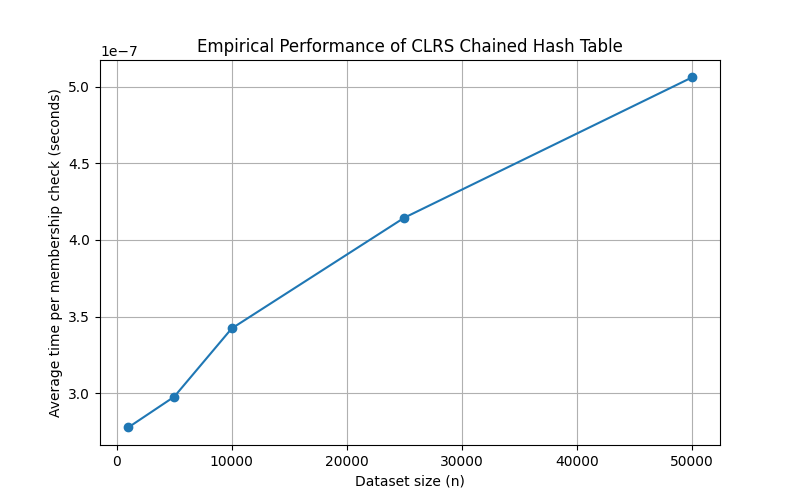 Empirical Performance of CLRS Chained Hash Table
1e−7
5.0
4.5
4.0
3.5
3.0
Average time per membership check (seconds)
0 10000 20000 30000 40000 50000
Dataset size (n)